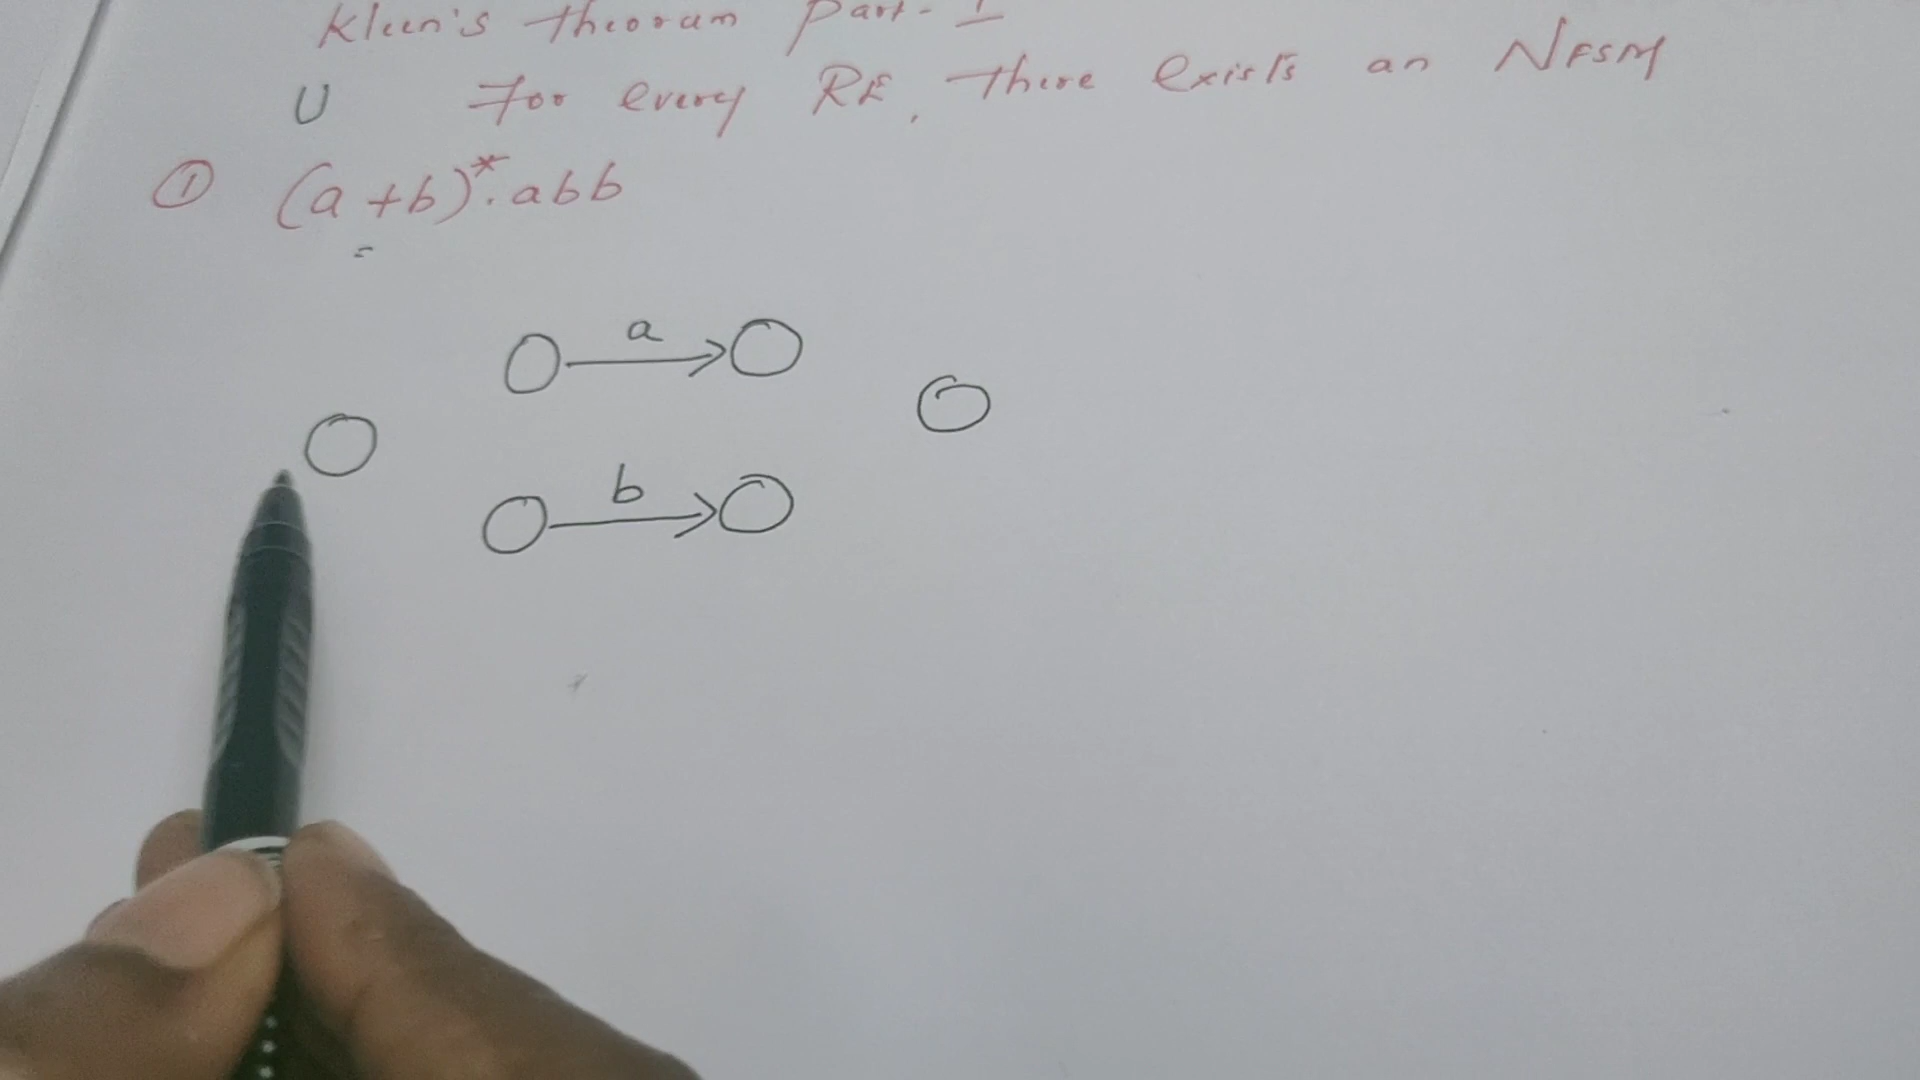 Kleen's theoram Part - I
U For every RE, there exists an NFSM
① (a+b)*.abb
a
b